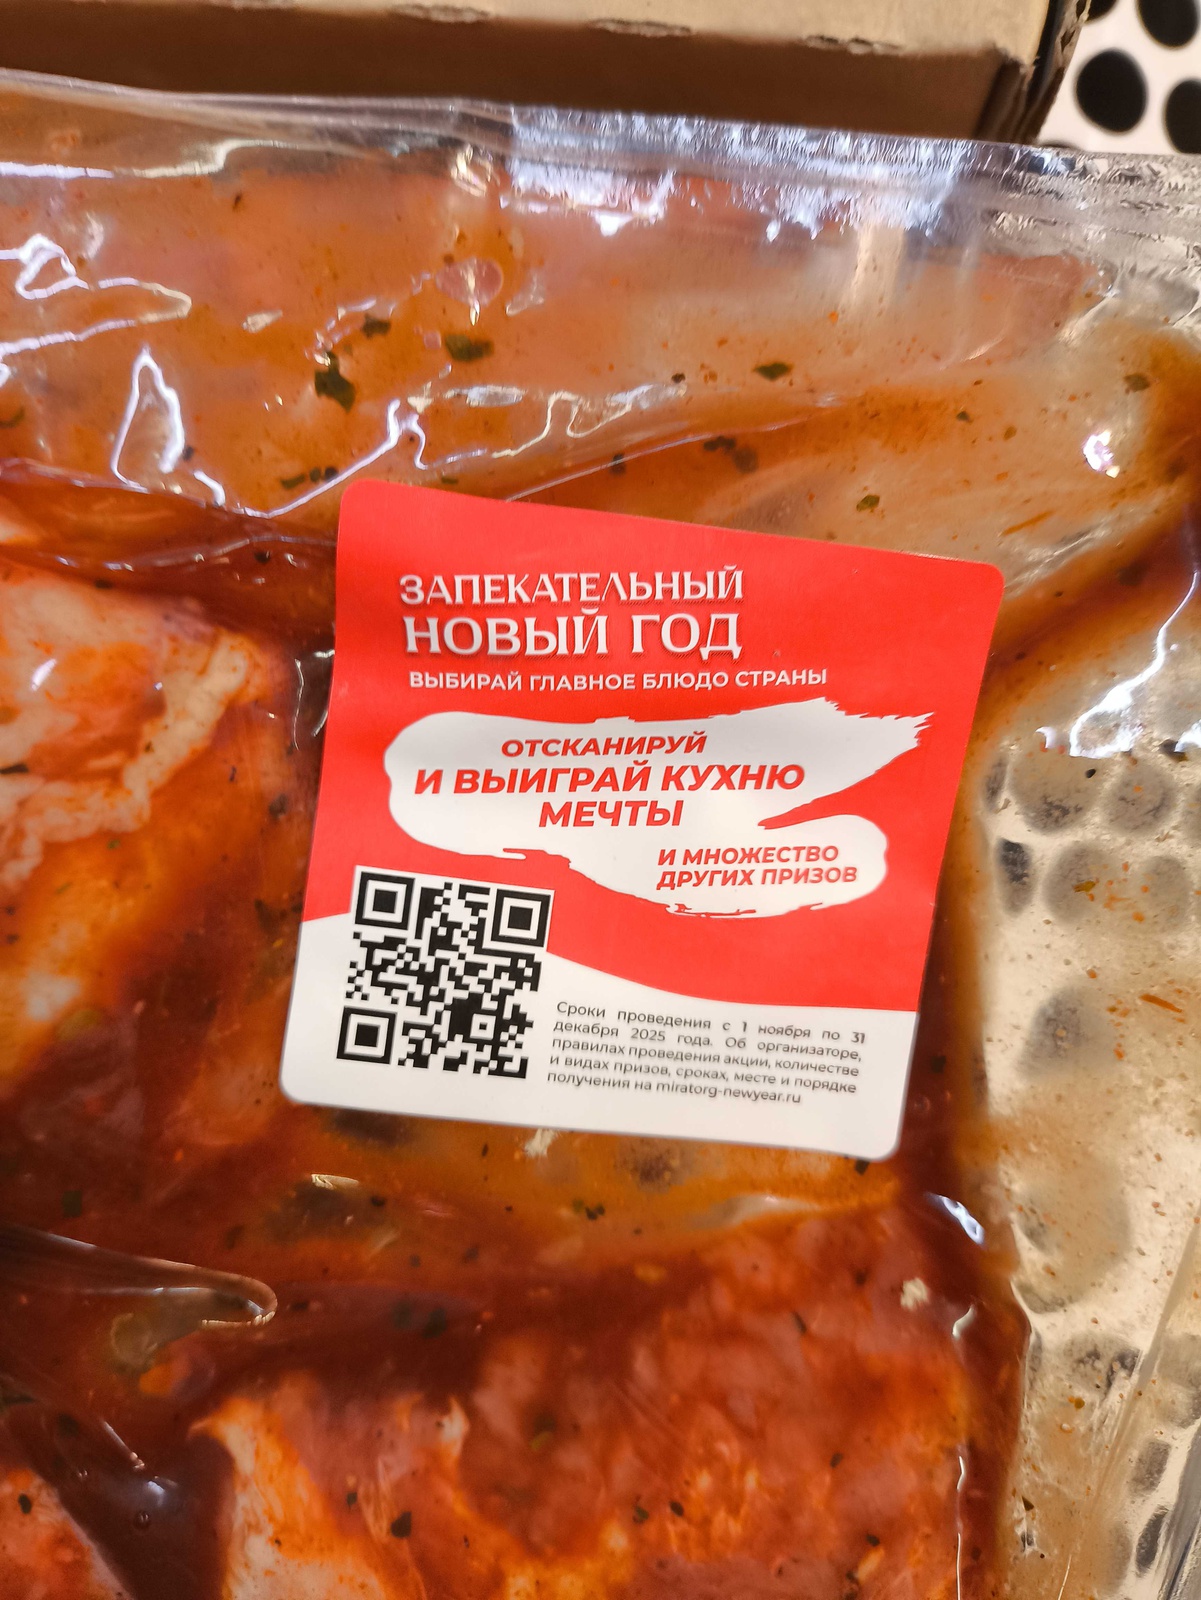 ЗАПЕКАТЕЛЬНЫЙ
НОВЫЙ ГОД
ВЫБИРАЙ ГЛАВНОЕ БЛЮДО СТРАНЫ
ОТСКАНИРУЙ
И ВЫИГРАЙ КУХНЮ
МЕЧТЫ
И МНОЖЕСТВО
ДРУГИХ ПРИЗОВ
Сроки проведения с 1 ноября по 31
декабря 2025 года. Об организаторе,
правилах проведения акции, количестве
и видах призов, сроках, месте и порядке
получения на miratorg-newyear.ru